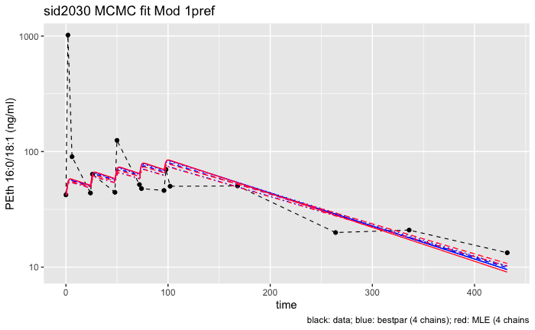 sid2030 MCMC fit Mod 1pref
PEth 16:0/18:1 (ng/ml)
1000
100
10
0
100
200
300
400
time
black: data; blue: bestpar (4 chains); red: MLE (4 chains